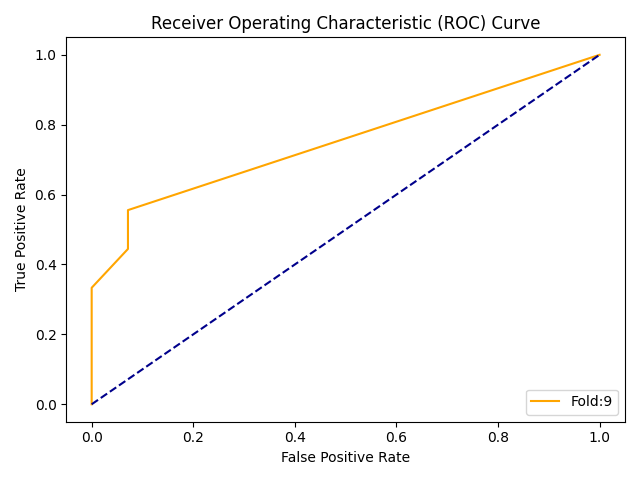 Receiver Operating Characteristic (ROC) Curve
1.0
0.8
0.6
0.4
0.2
0.0
True Positive Rate
0.0 0.2 0.4 0.6 0.8 1.0
False Positive Rate
Fold:9